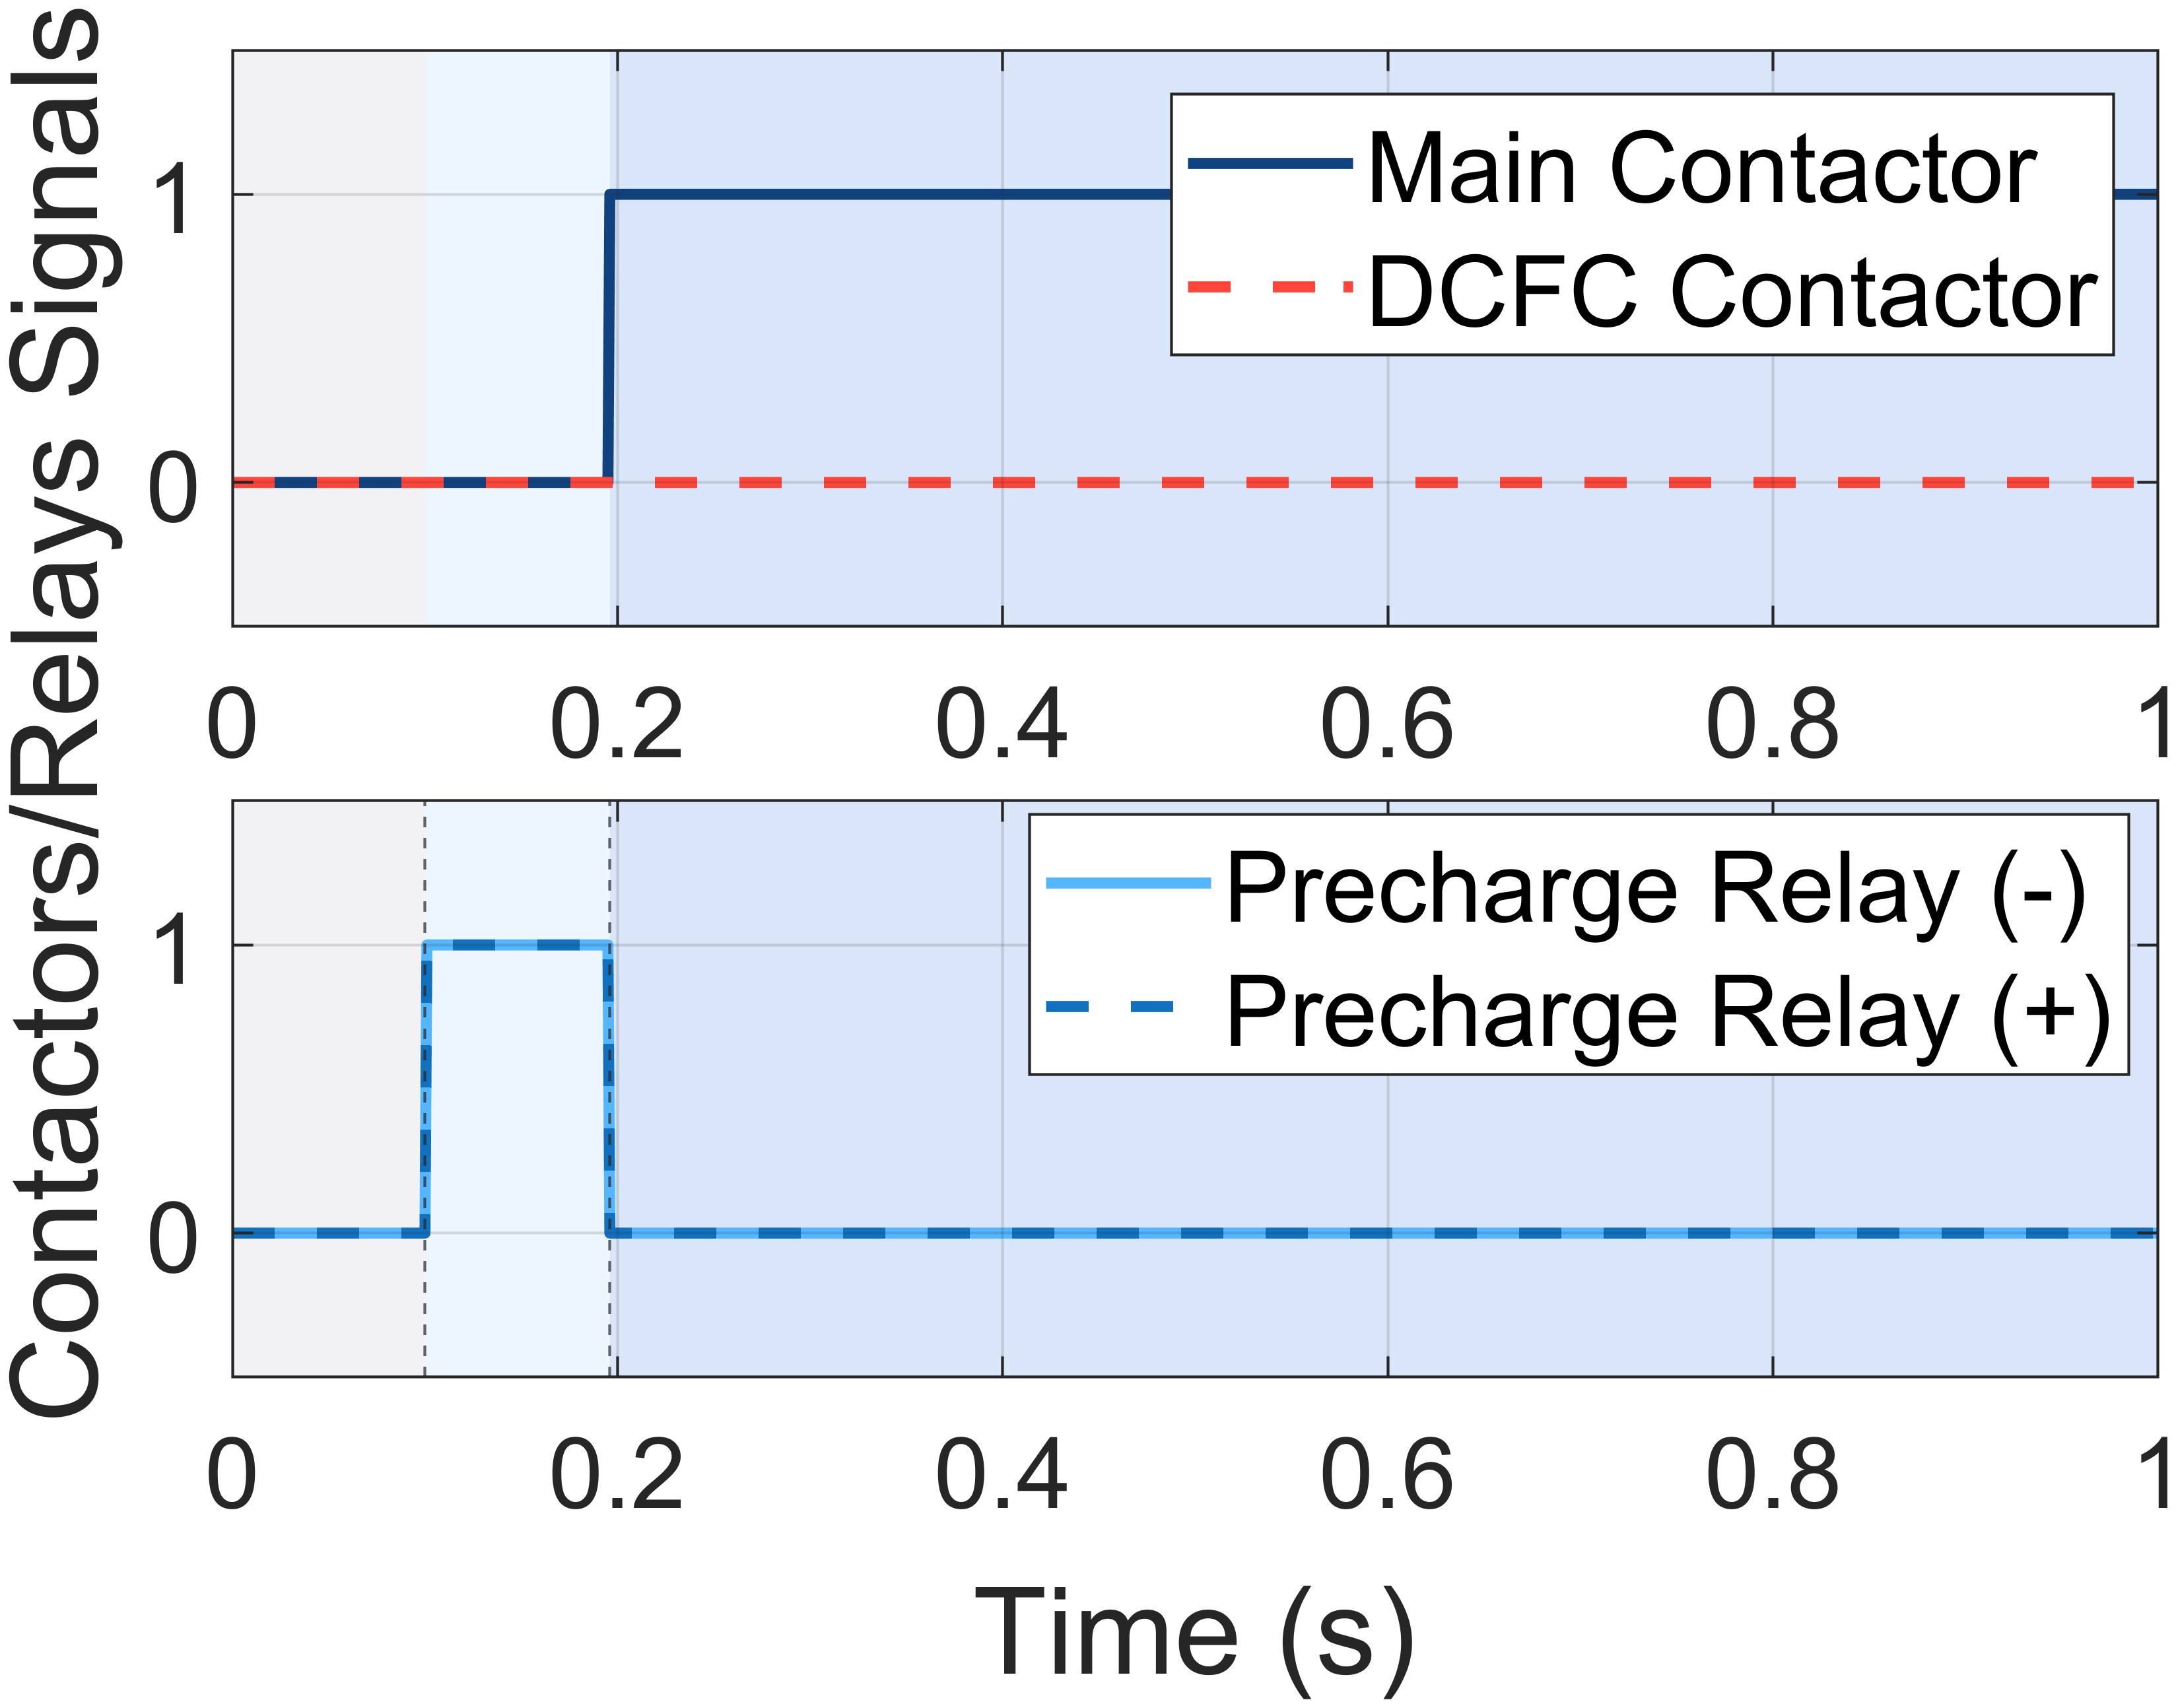 Contactors/Relays Signals
1
0
Main Contactor
DCFC Contactor
0 0.2 0.4 0.6 0.8 1
1
0
Precharge Relay (-)
Precharge Relay (+)
0 0.2 0.4 0.6 0.8 1
Time (s)